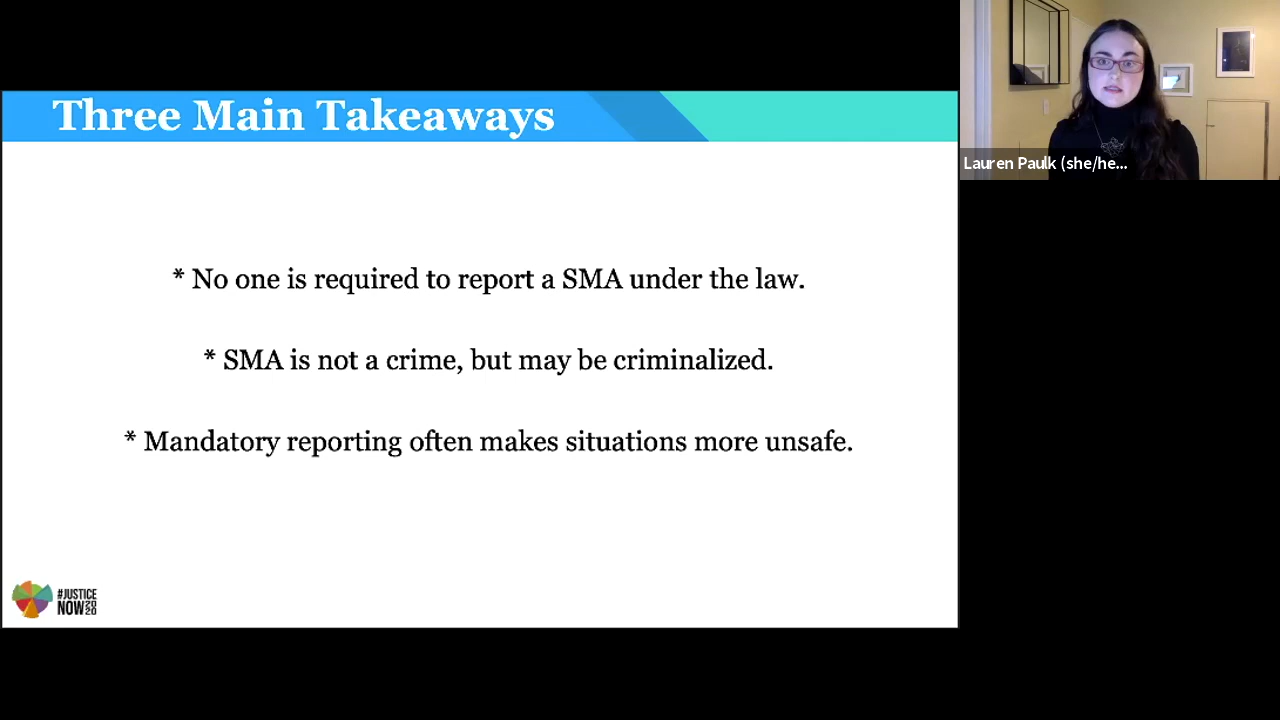 Three Main Takeaways
Lauren Paulk (she/he...
* No one is required to report a SMA under the law.
* SMA is not a crime, but may be criminalized.
* Mandatory reporting often makes situations more unsafe.
#JUSTICE
NOW 2020